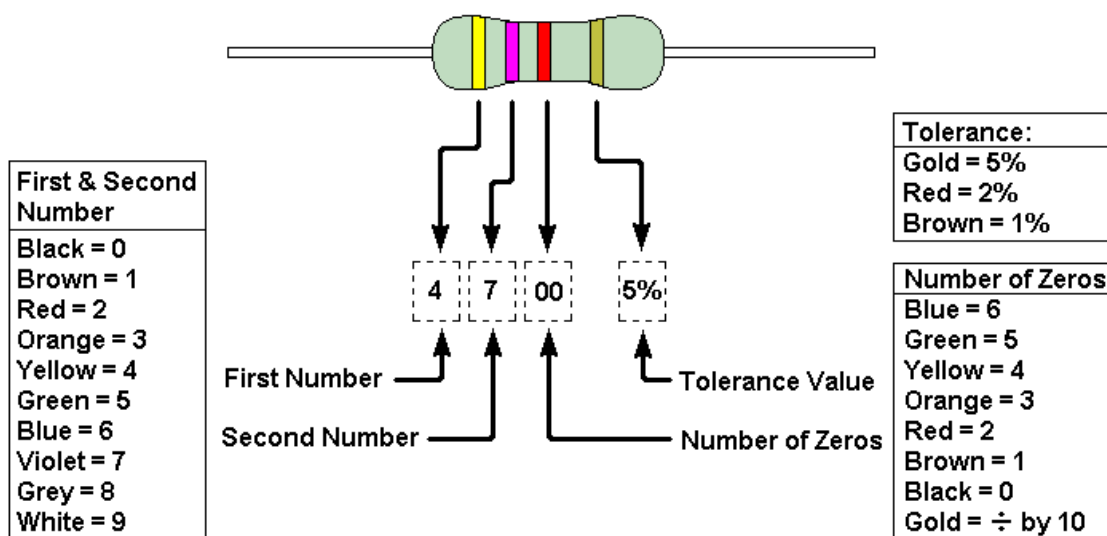 First & Second
Number
Black = 0
Brown = 1
Red = 2
Orange = 3
Yellow = 4
Green = 5
Blue = 6
Violet = 7
Grey = 8
White = 9
4 7 00 5%
First Number
Second Number
Tolerance Value
Number of Zeros
Tolerance:
Gold = 5%
Red = 2%
Brown = 1%
Number of Zeros
Blue = 6
Green = 5
Yellow = 4
Orange = 3
Red = 2
Brown = 1
Black = 0
Gold = ÷ by 10